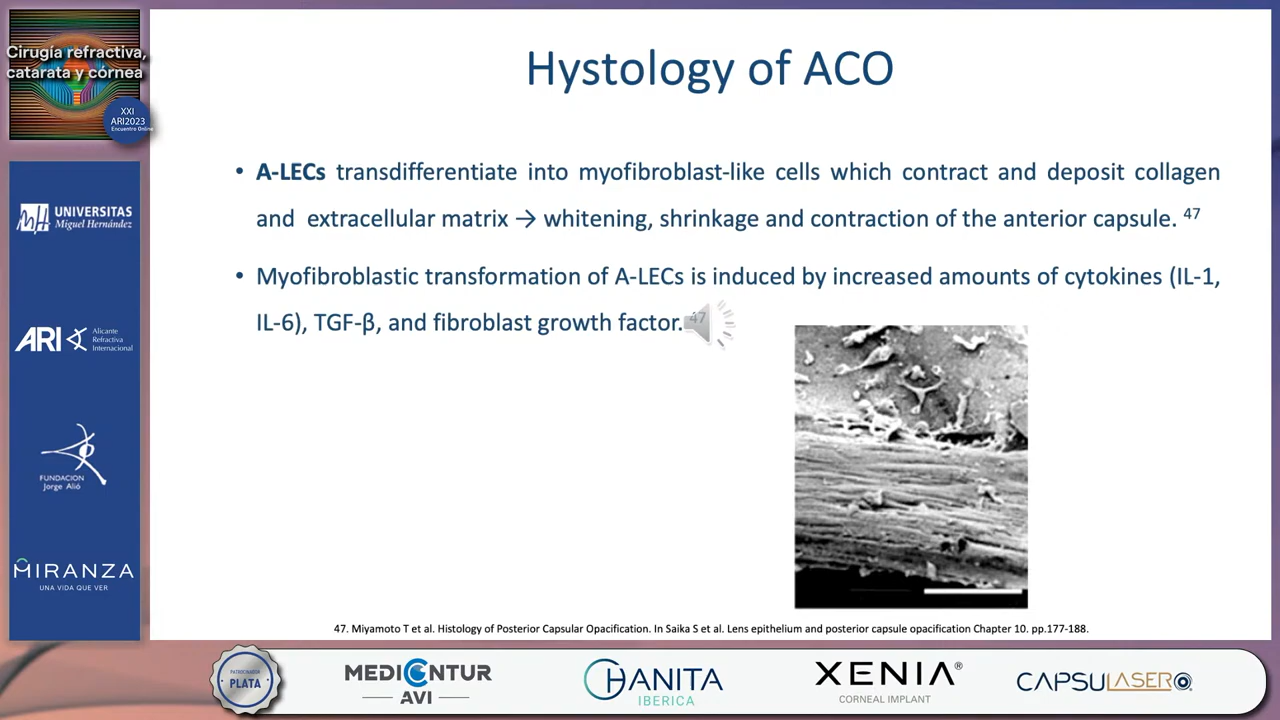 Cirugía refractiva,
catarata y córnea
XXI
ARI2023
Encuentro Online
Hystology of ACO
• A-LECs transdifferentiate into myofibroblast-like cells which contract and deposit collagen
and extracellular matrix → whitening, shrinkage and contraction of the anterior capsule. 47
• Myofibroblastic transformation of A-LECs is induced by increased amounts of cytokines (IL-1,
IL-6), TGF-β, and fibroblast growth factor. 47
47. Miyamoto T et al. Histology of Posterior Capsular Opacification. In Saika S et al. Lens epithelium and posterior capsule opacification Chapter 10. pp.177-188.
UNIVERSITAS
Miguel Hernández
ARI
Alicante
Refractiva
Internacional
FUNDACION
Jorge Alió
MIRANZA
UNA VIDA QUE VER
PATROCINADOR
PLATA
MEDICONTUR
AVI
HANITA
IBERICA
XENIA®
CORNEAL IMPLANT
CAPSULASER